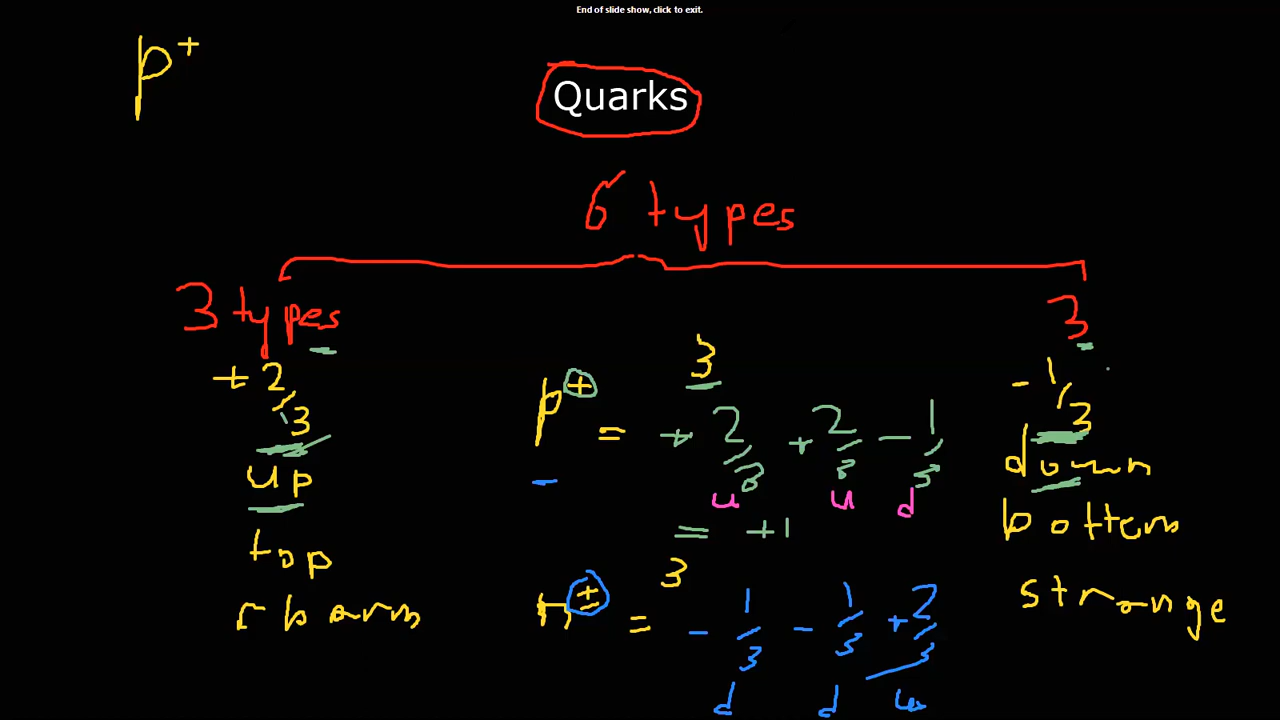 End of slide show, click to exit.
p+
Quarks
6 types
3 types
3
+ 2/3
- 1/3
up
down
top
bottom
charm
strange
3
p+ = + 2/3 + 2/3 - 1/3
u u d
= +1
3
n± = - 1/3 - 1/3 + 2/3
d d u